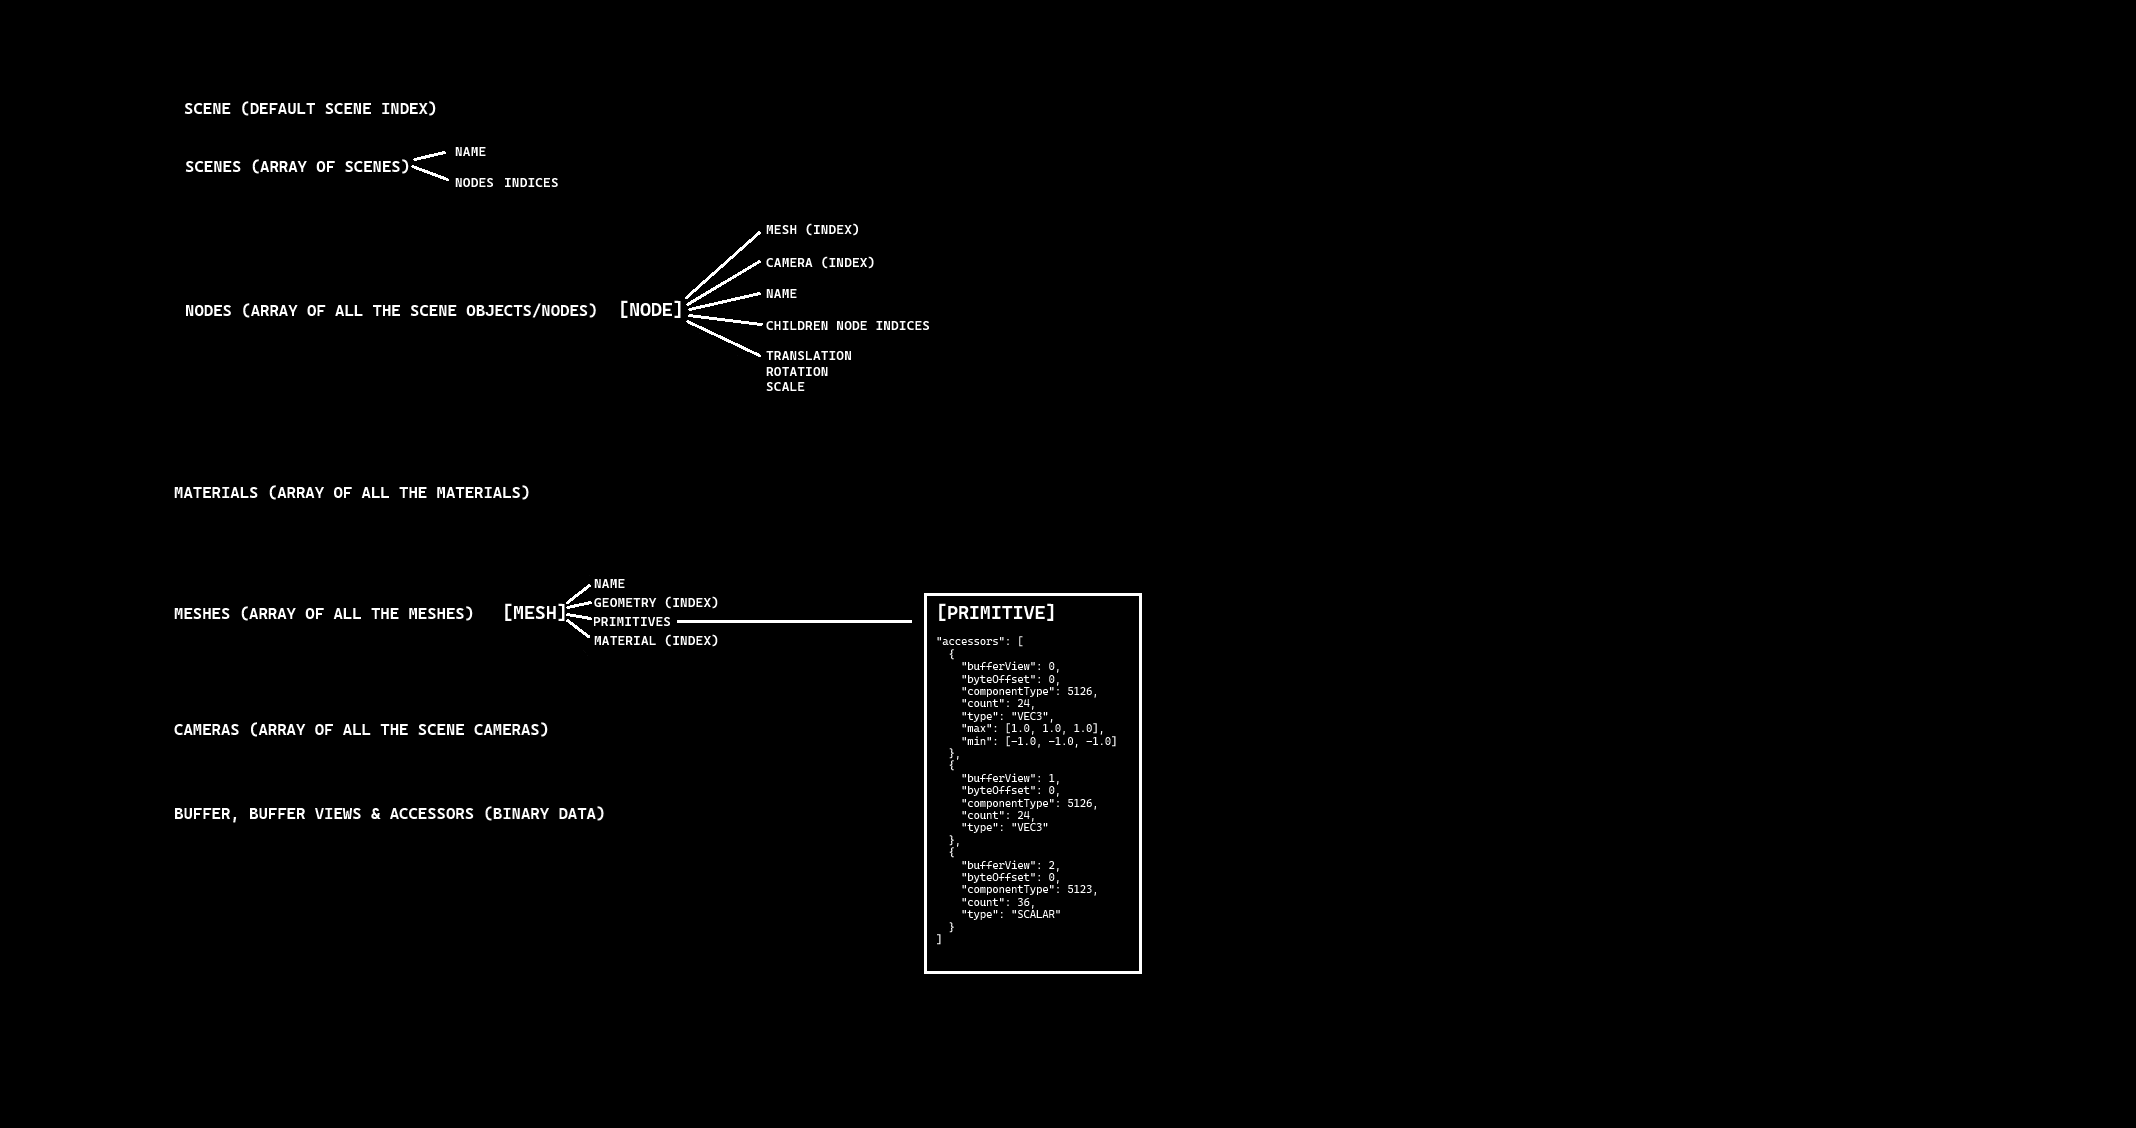 SCENE (DEFAULT SCENE INDEX)
SCENES (ARRAY OF SCENES)
NAME
NODES INDICES
NODES (ARRAY OF ALL THE SCENE OBJECTS/NODES)
[NODE]
MESH (INDEX)
CAMERA (INDEX)
NAME
CHILDREN NODE INDICES
TRANSLATION
ROTATION
SCALE
MATERIALS (ARRAY OF ALL THE MATERIALS)
MESHES (ARRAY OF ALL THE MESHES)
[MESH]
NAME
GEOMETRY (INDEX)
PRIMITIVES
MATERIAL (INDEX)
[PRIMITIVE]
"accessors": [
{
"bufferView": 0,
"byteOffset": 0,
"componentType": 5126,
"count": 24,
"type": "VEC3",
"max": [1.0, 1.0, 1.0],
"min": [-1.0, -1.0, -1.0]
},
{
"bufferView": 1,
"byteOffset": 0,
"componentType": 5126,
"count": 24,
"type": "VEC3"
},
{
"bufferView": 2,
"byteOffset": 0,
"componentType": 5123,
"count": 36,
"type": "SCALAR"
}
]
CAMERAS (ARRAY OF ALL THE SCENE CAMERAS)
BUFFER, BUFFER VIEWS & ACCESSORS (BINARY DATA)